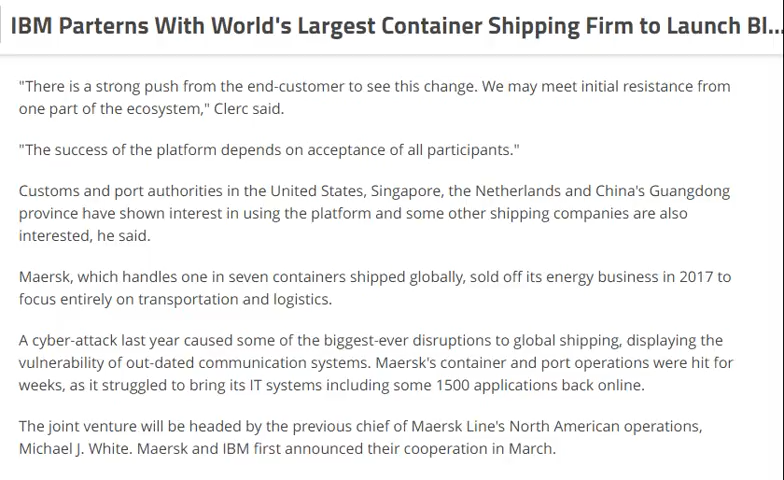 IBM Parterns With World's Largest Container Shipping Firm to Launch Bl...
"There is a strong push from the end-customer to see this change. We may meet initial resistance from
one part of the ecosystem," Clerc said.
"The success of the platform depends on acceptance of all participants."
Customs and port authorities in the United States, Singapore, the Netherlands and China's Guangdong
province have shown interest in using the platform and some other shipping companies are also
interested, he said.
Maersk, which handles one in seven containers shipped globally, sold off its energy business in 2017 to
focus entirely on transportation and logistics.
A cyber-attack last year caused some of the biggest-ever disruptions to global shipping, displaying the
vulnerability of out-dated communication systems. Maersk's container and port operations were hit for
weeks, as it struggled to bring its IT systems including some 1500 applications back online.
The joint venture will be headed by the previous chief of Maersk Line's North American operations,
Michael J. White. Maersk and IBM first announced their cooperation in March.